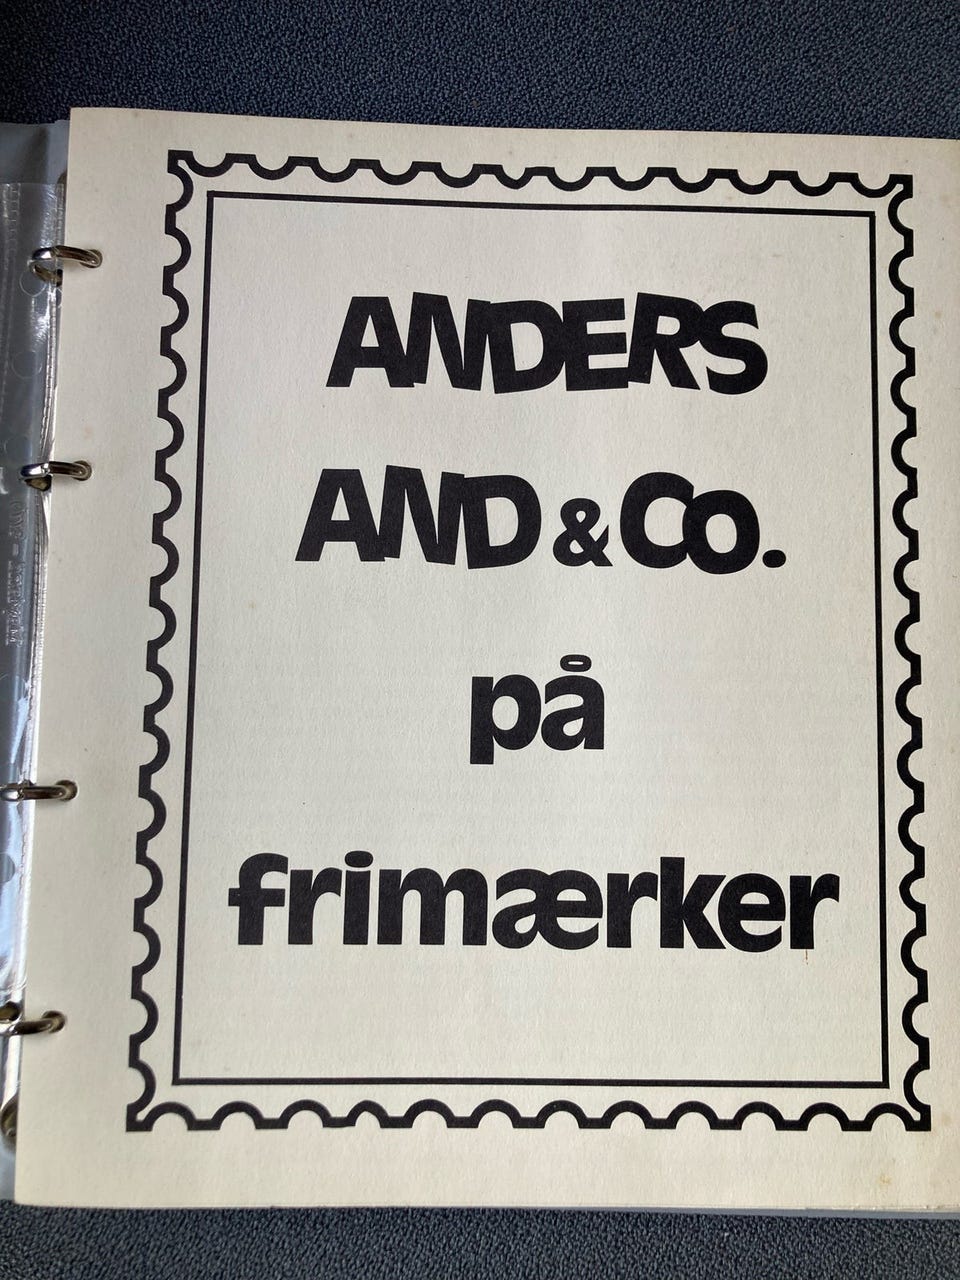 ANDERS
AND & Co.
på
frimærker